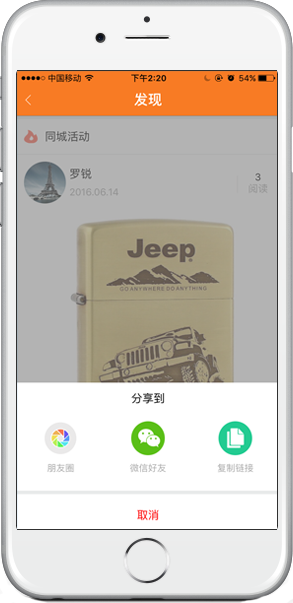 中国移动 下午2:20 54%
发现
同城活动
罗锐
2016.06.14
3
阅读
Jeep
GO ANYWHERE DO ANYTHING
分享到
朋友圈 微信好友 复制链接
取消